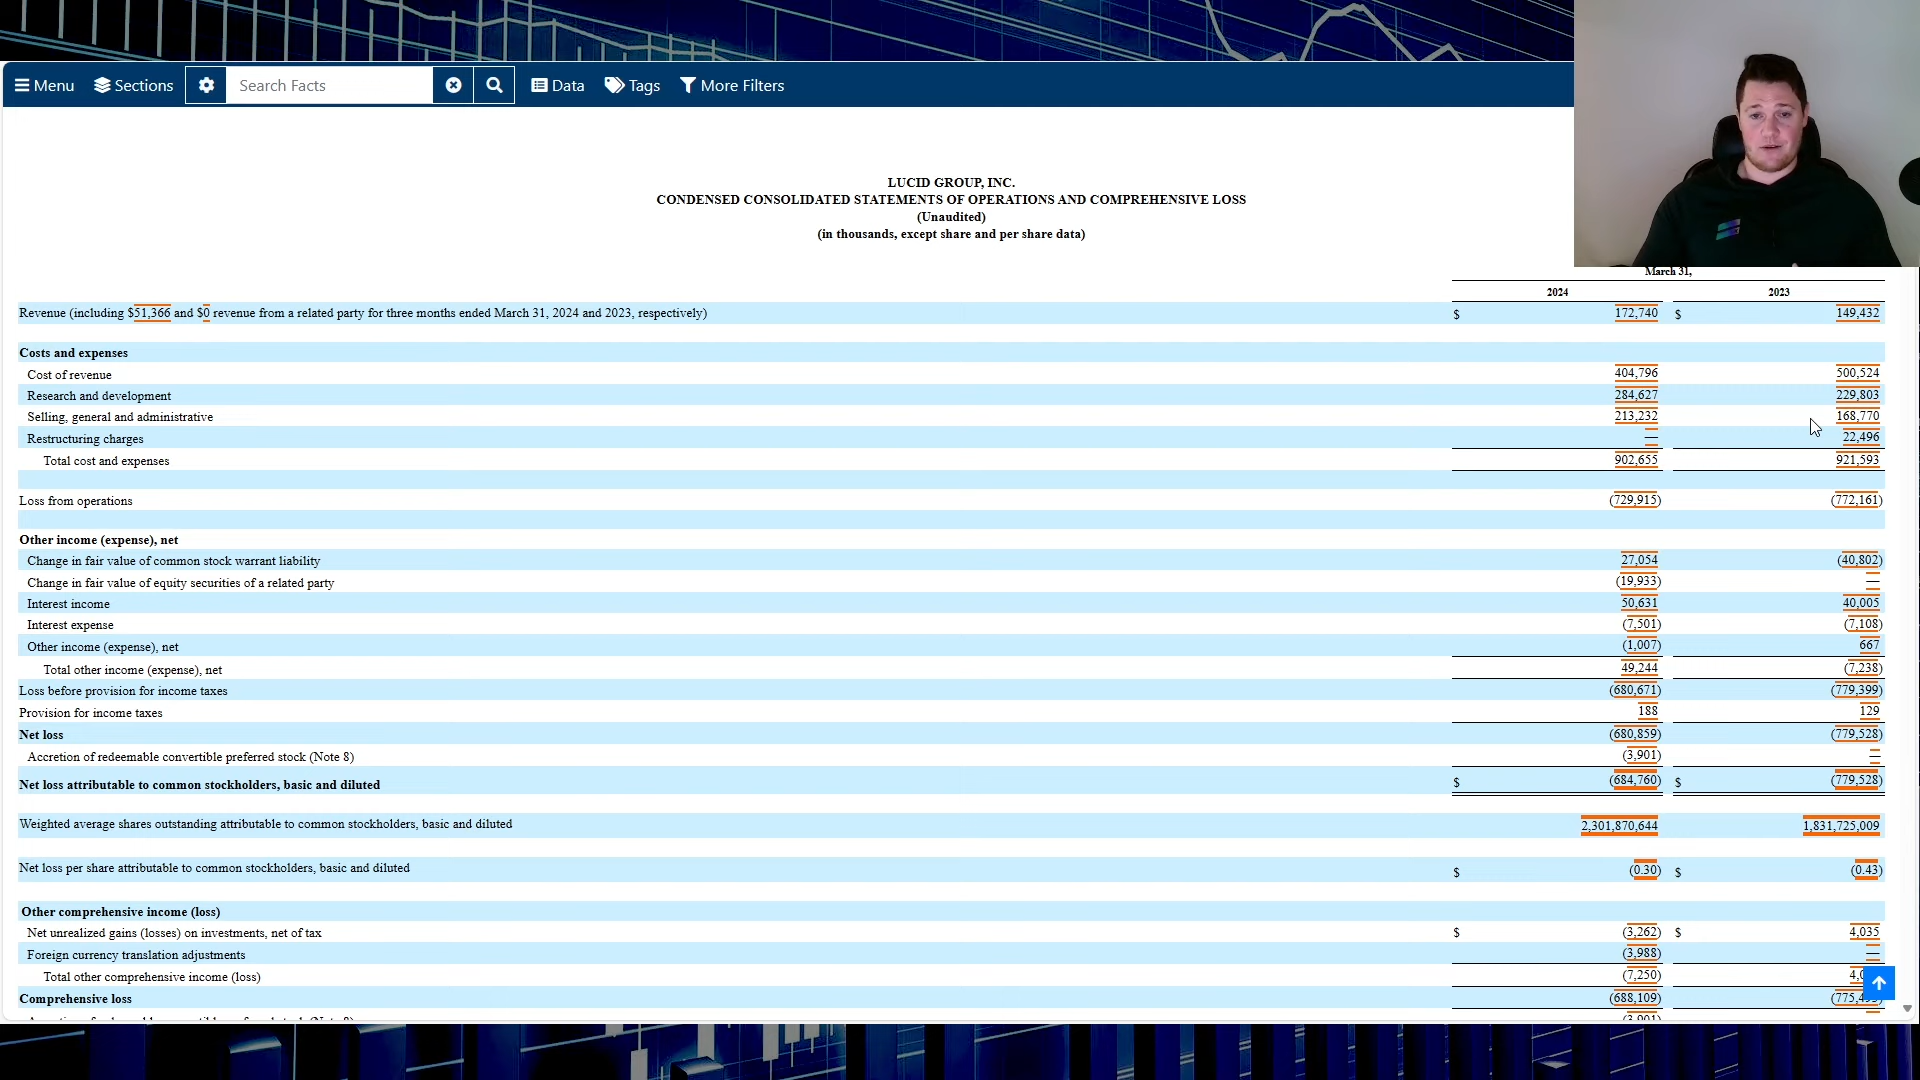 Menu Sections Search Facts Data Tags More Filters
LUCID GROUP, INC.
CONDENSED CONSOLIDATED STATEMENTS OF OPERATIONS AND COMPREHENSIVE LOSS
(Unaudited)
(in thousands, except share and per share data)
March 31,
2024 2023
Revenue (including $51,366 and $0 revenue from a related party for three months ended March 31, 2024 and 2023, respectively) $ 172,740 $ 149,432
Costs and expenses
Cost of revenue 404,796 500,524
Research and development 284,627 229,803
Selling, general and administrative 213,232 168,770
Restructuring charges — 22,496
Total cost and expenses 902,655 921,593
Loss from operations (729,915) (772,161)
Other income (expense), net
Change in fair value of common stock warrant liability 27,054 (40,802)
Change in fair value of equity securities of a related party (19,933) —
Interest income 50,631 40,005
Interest expense (7,501) (7,108)
Other income (expense), net (1,007) 667
Total other income (expense), net 49,244 (7,238)
Loss before provision for income taxes (680,671) (779,399)
Provision for income taxes 188 129
Net loss (680,859) (779,528)
Accretion of redeemable convertible preferred stock (Note 8) (3,901) —
Net loss attributable to common stockholders, basic and diluted $ (684,760) $ (779,528)
Weighted average shares outstanding attributable to common stockholders, basic and diluted 2,301,870,644 1,831,725,009
Net loss per share attributable to common stockholders, basic and diluted $ (0.30) $ (0.43)
Other comprehensive income (loss)
Net unrealized gains (losses) on investments, net of tax $ (3,262) $ 4,035
Foreign currency translation adjustments (3,988) —
Total other comprehensive income (loss) (7,250)
Comprehensive loss (688,109)